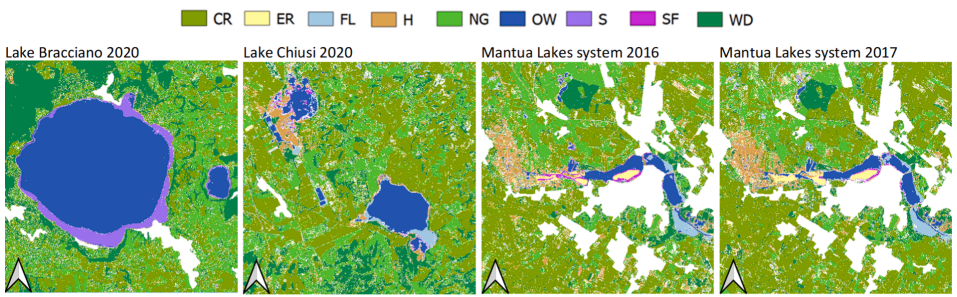 CR ER FL H NG OW S SF WD
Lake Bracciano 2020 Lake Chiusi 2020 Mantua Lakes system 2016 Mantua Lakes system 2017